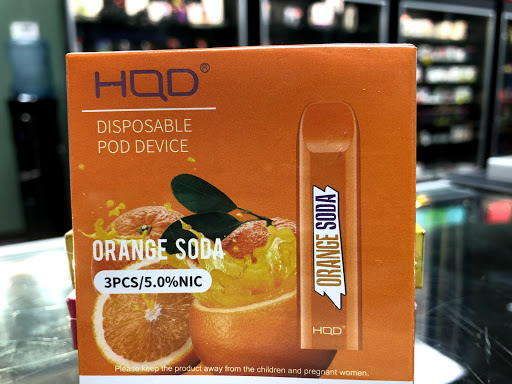 HQD®
DISPOSABLE
POD DEVICE
ORANGE SODA
3PCS/5.0%NIC
ORANGE SODA
HQD®
Please keep the product away from the children and pregnant women.